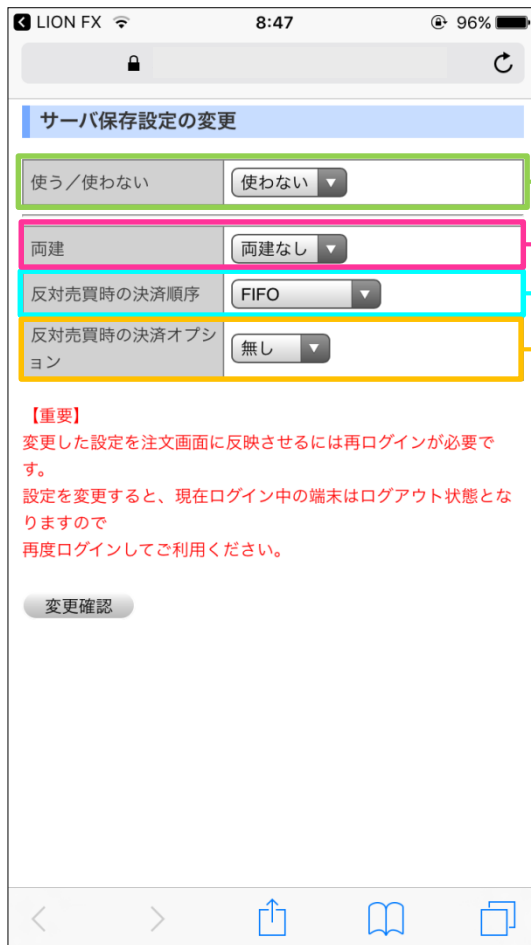 LION FX 8:47 96%
サーバ保存設定の変更
使う／使わない 使わない
両建 両建なし
反対売買時の決済順序 FIFO
反対売買時の決済オプシ
ョン 無し
【重要】
変更した設定を注文画面に反映させるには再ログインが必要で
す。
設定を変更すると、現在ログイン中の端末はログアウト状態とな
りますので
再度ログインしてご利用ください。
変更確認